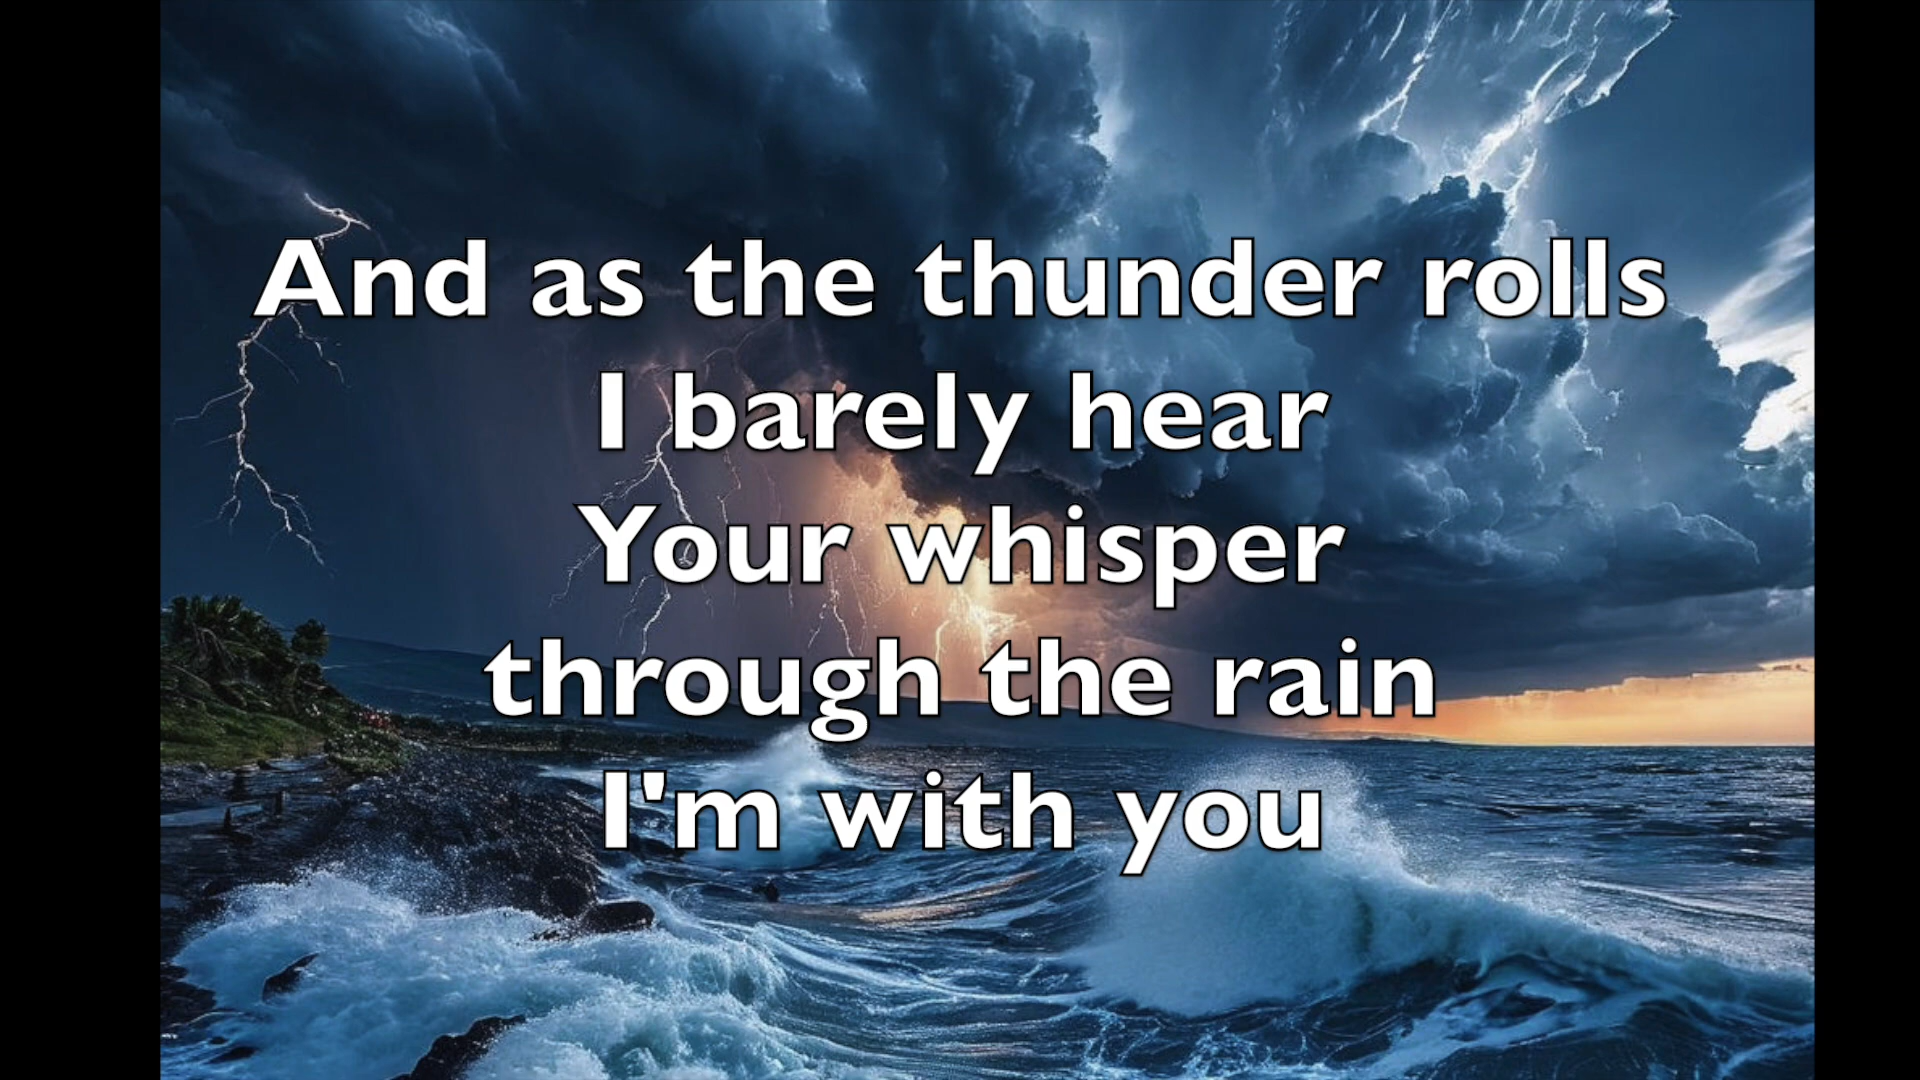 And as the thunder rolls
I barely hear
Your whisper
through the rain
I'm with you